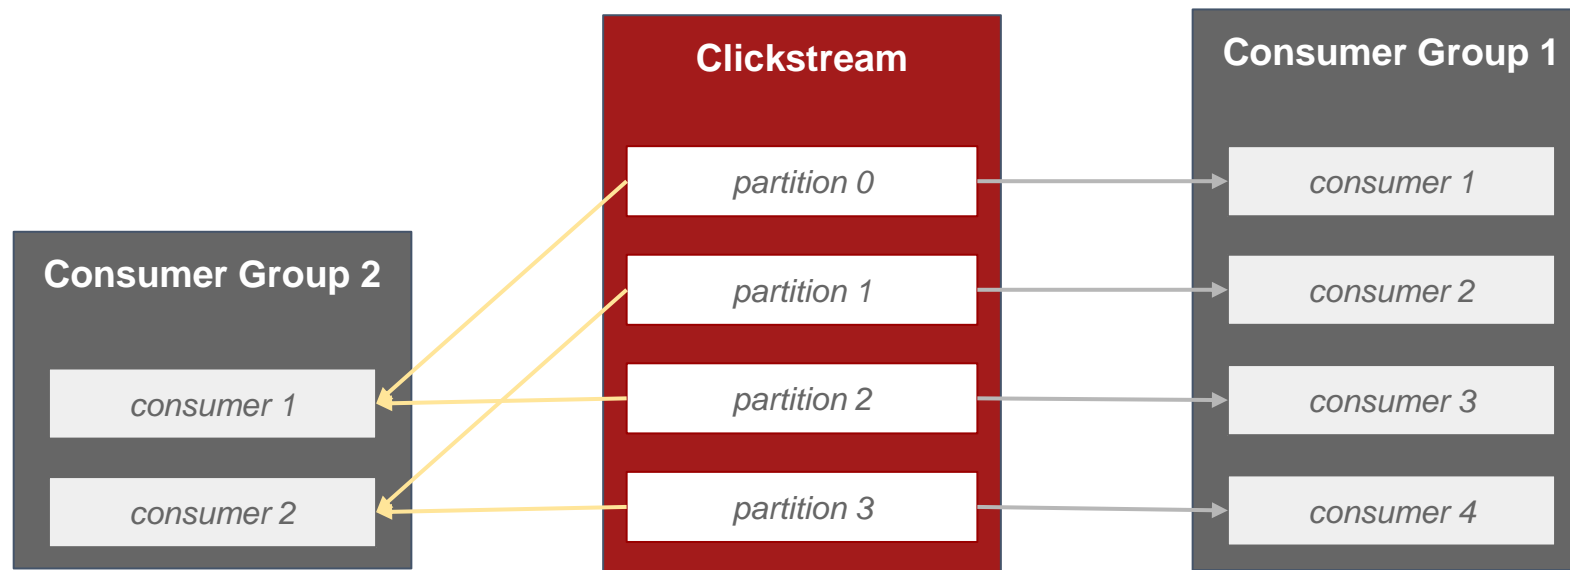 Consumer Group 2
consumer 1
consumer 2
Clickstream
partition 0
partition 1
partition 2
partition 3
Consumer Group 1
consumer 1
consumer 2
consumer 3
consumer 4